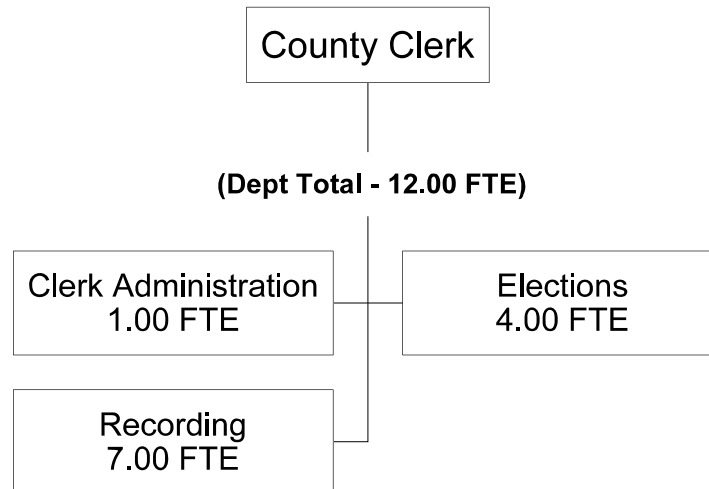 County Clerk
(Dept Total - 12.00 FTE)
Clerk Administration
1.00 FTE
Elections
4.00 FTE
Recording
7.00 FTE